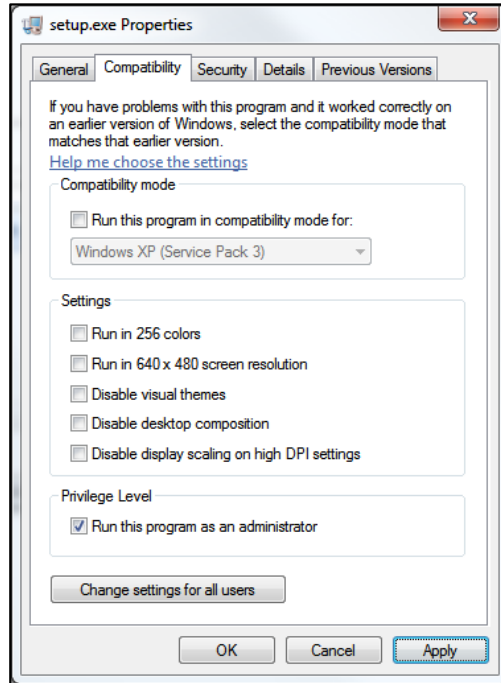 setup.exe Properties
General Compatibility Security Details Previous Versions
If you have problems with this program and it worked correctly on
an earlier version of Windows, select the compatibility mode that
matches that earlier version.
Help me choose the settings
Compatibility mode
Run this program in compatibility mode for:
Windows XP (Service Pack 3)
Settings
Run in 256 colors
Run in 640 x 480 screen resolution
Disable visual themes
Disable desktop composition
Disable display scaling on high DPI settings
Privilege Level
Run this program as an administrator
Change settings for all users
OK Cancel Apply